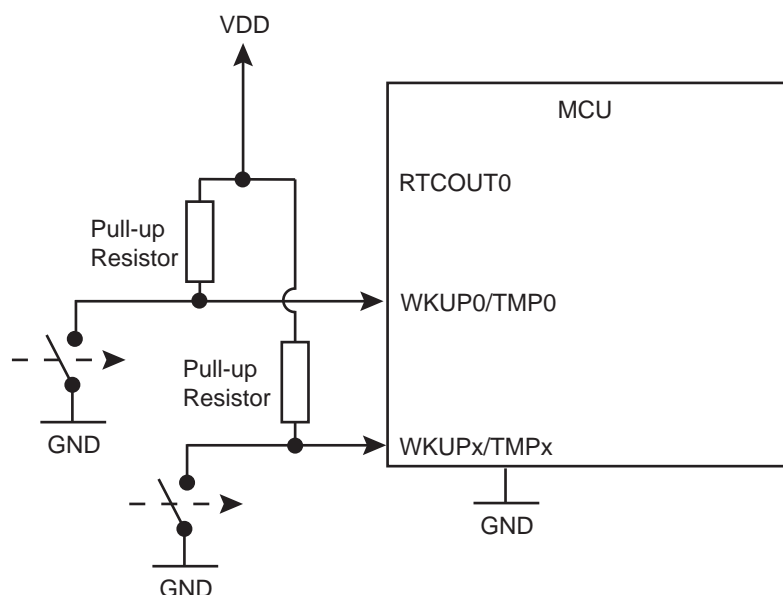 VDD
MCU
RTCOUT0
Pull-up
Resistor
WKUP0/TMP0
Pull-up
Resistor
GND
WKUPx/TMPx
GND
GND